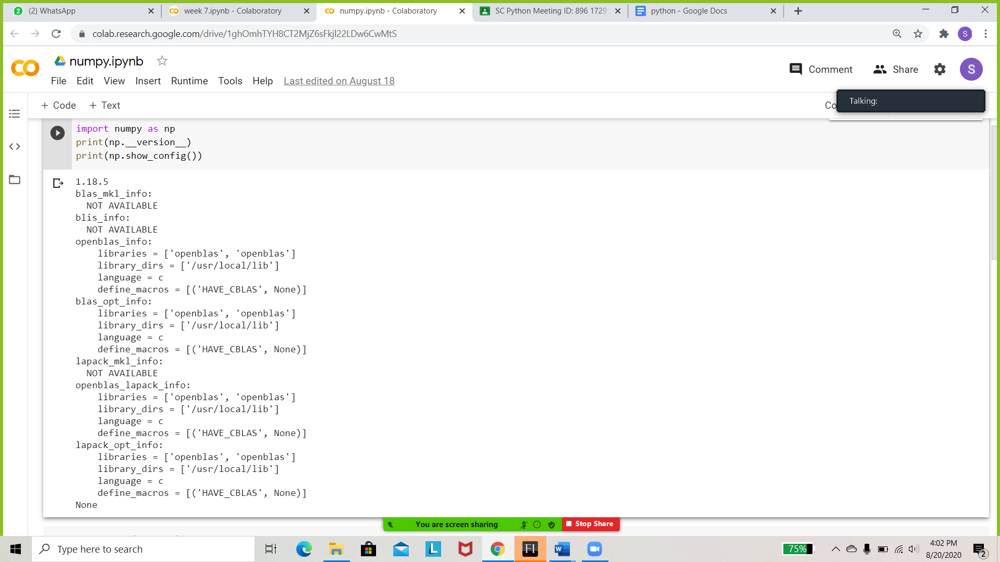 (2) WhatsApp
week 7.ipynb - Colaboratory
numpy.ipynb - Colaboratory
SC Python Meeting ID: 896 1729
python - Google Docs
colab.research.google.com/drive/1ghOmhTYH8CT2MjZ6sFkjl22LDw6CwMtS
S
CO
numpy.ipynb
Comment
Share
S
File Edit View Insert Runtime Tools Help Last edited on August 18
+ Code + Text
Co
Talking:
import numpy as np
print(np.__version__)
print(np.show_config())
1.18.5
blas_mkl_info:
NOT AVAILABLE
blis_info:
NOT AVAILABLE
openblas_info:
libraries = ['openblas', 'openblas']
library_dirs = ['/usr/local/lib']
language = c
define_macros = [('HAVE_CBLAS', None)]
blas_opt_info:
libraries = ['openblas', 'openblas']
library_dirs = ['/usr/local/lib']
language = c
define_macros = [('HAVE_CBLAS', None)]
lapack_mkl_info:
NOT AVAILABLE
openblas_lapack_info:
libraries = ['openblas', 'openblas']
library_dirs = ['/usr/local/lib']
language = c
define_macros = [('HAVE_CBLAS', None)]
lapack_opt_info:
libraries = ['openblas', 'openblas']
library_dirs = ['/usr/local/lib']
language = c
define_macros = [('HAVE_CBLAS', None)]
None
You are screen sharing
Stop Share
Type here to search
L
FI
W
75%
4:02 PM
8/20/2020
2